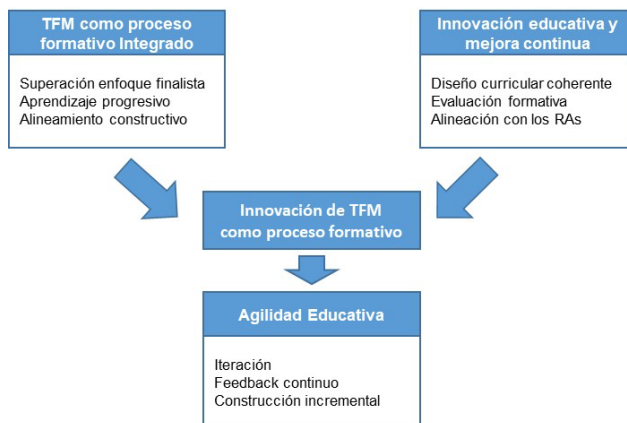 TFM como proceso
formativo Integrado
Superación enfoque finalista
Aprendizaje progresivo
Alineamiento constructivo
Innovación educativa y
mejora continua
Diseño curricular coherente
Evaluación formativa
Alineación con los RAs
Innovación de TFM
como proceso formativo
Agilidad Educativa
Iteración
Feedback continuo
Construcción incremental